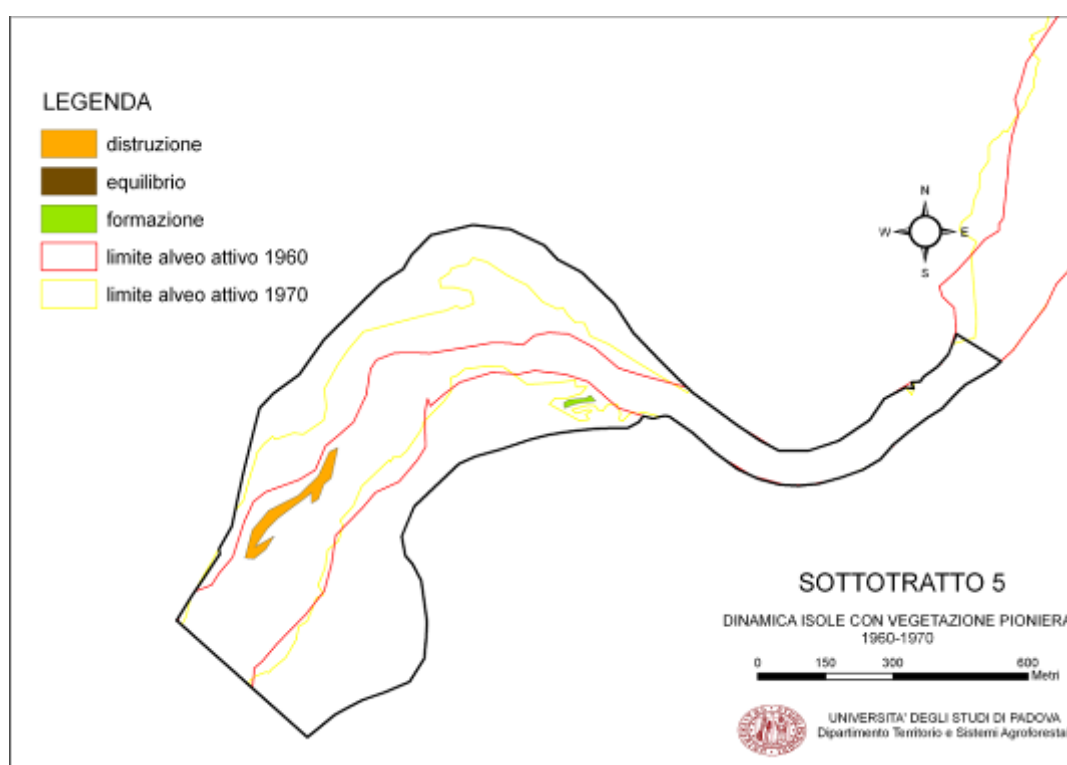 LEGENDA
distruzione
equilibrio
formazione
limite alveo attivo 1960
limite alveo attivo 1970
N
W E
S
SOTTOTRATTO 5
DINAMICA ISOLE CON VEGETAZIONE PIONIERA
1960-1970
0 150 300 600
Metri
UNIVERSITA' DEGLI STUDI DI PADOVA
Dipartimento Territorio e Sistemi Agroforestal